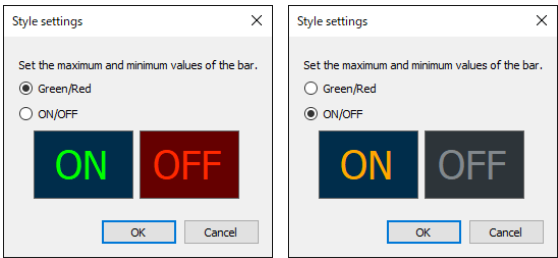 Style settings
Set the maximum and minimum values of the bar.
Green/Red
ON/OFF
ON OFF
OK Cancel
Style settings
Set the maximum and minimum values of the bar.
Green/Red
ON/OFF
ON OFF
OK Cancel